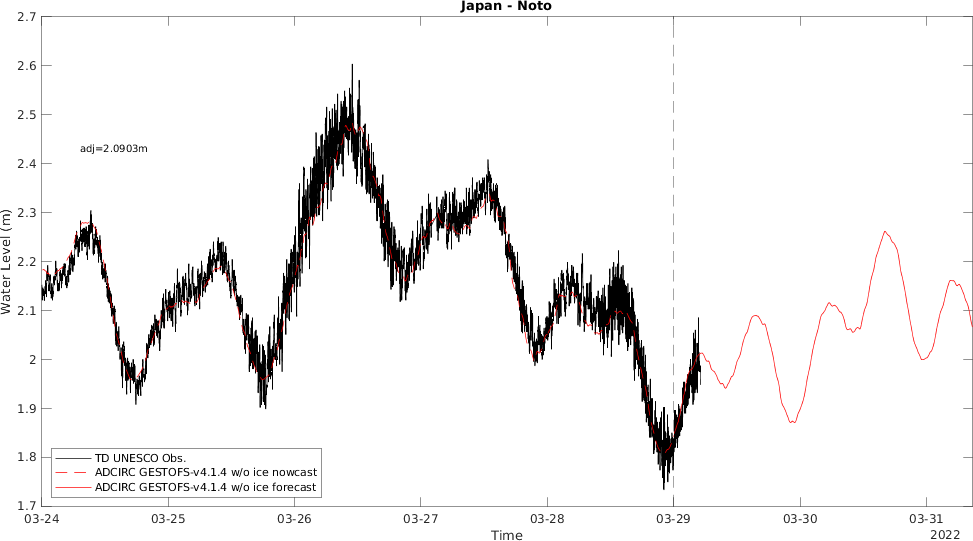 Japan - Noto
2.7
2.6
2.5
2.4
2.3
2.2
2.1
2
1.9
1.8
1.7
Water Level (m)
adj=2.0903m
TD UNESCO Obs.
ADCIRC GESTOFS-v4.1.4 w/o ice nowcast
ADCIRC GESTOFS-v4.1.4 w/o ice forecast
03-24 03-25 03-26 03-27 03-28 03-29 03-30 03-31
Time
2022